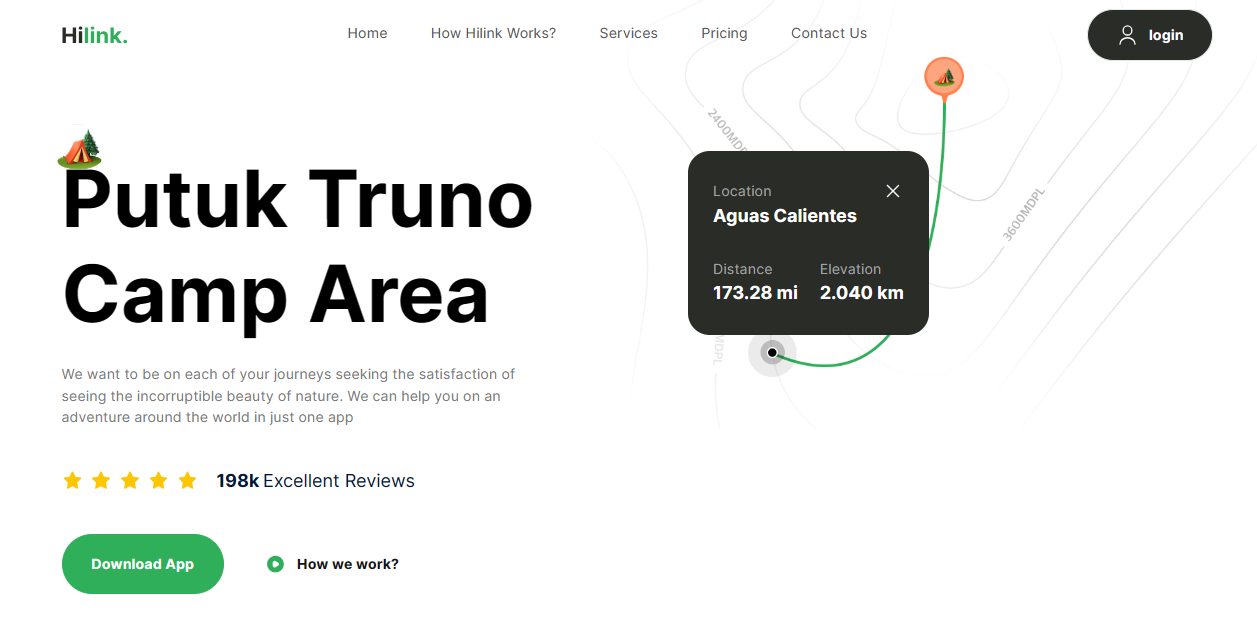 Hilink.
Home
How Hilink Works?
Services
Pricing
Contact Us
login
Putuk Truno
Camp Area
We want to be on each of your journeys seeking the satisfaction of
seeing the incorruptible beauty of nature. We can help you on an
adventure around the world in just one app
198k Excellent Reviews
Download App
How we work?
Location
Aguas Calientes
Distance
Elevation
173.28 mi
2.040 km
3600MDPL